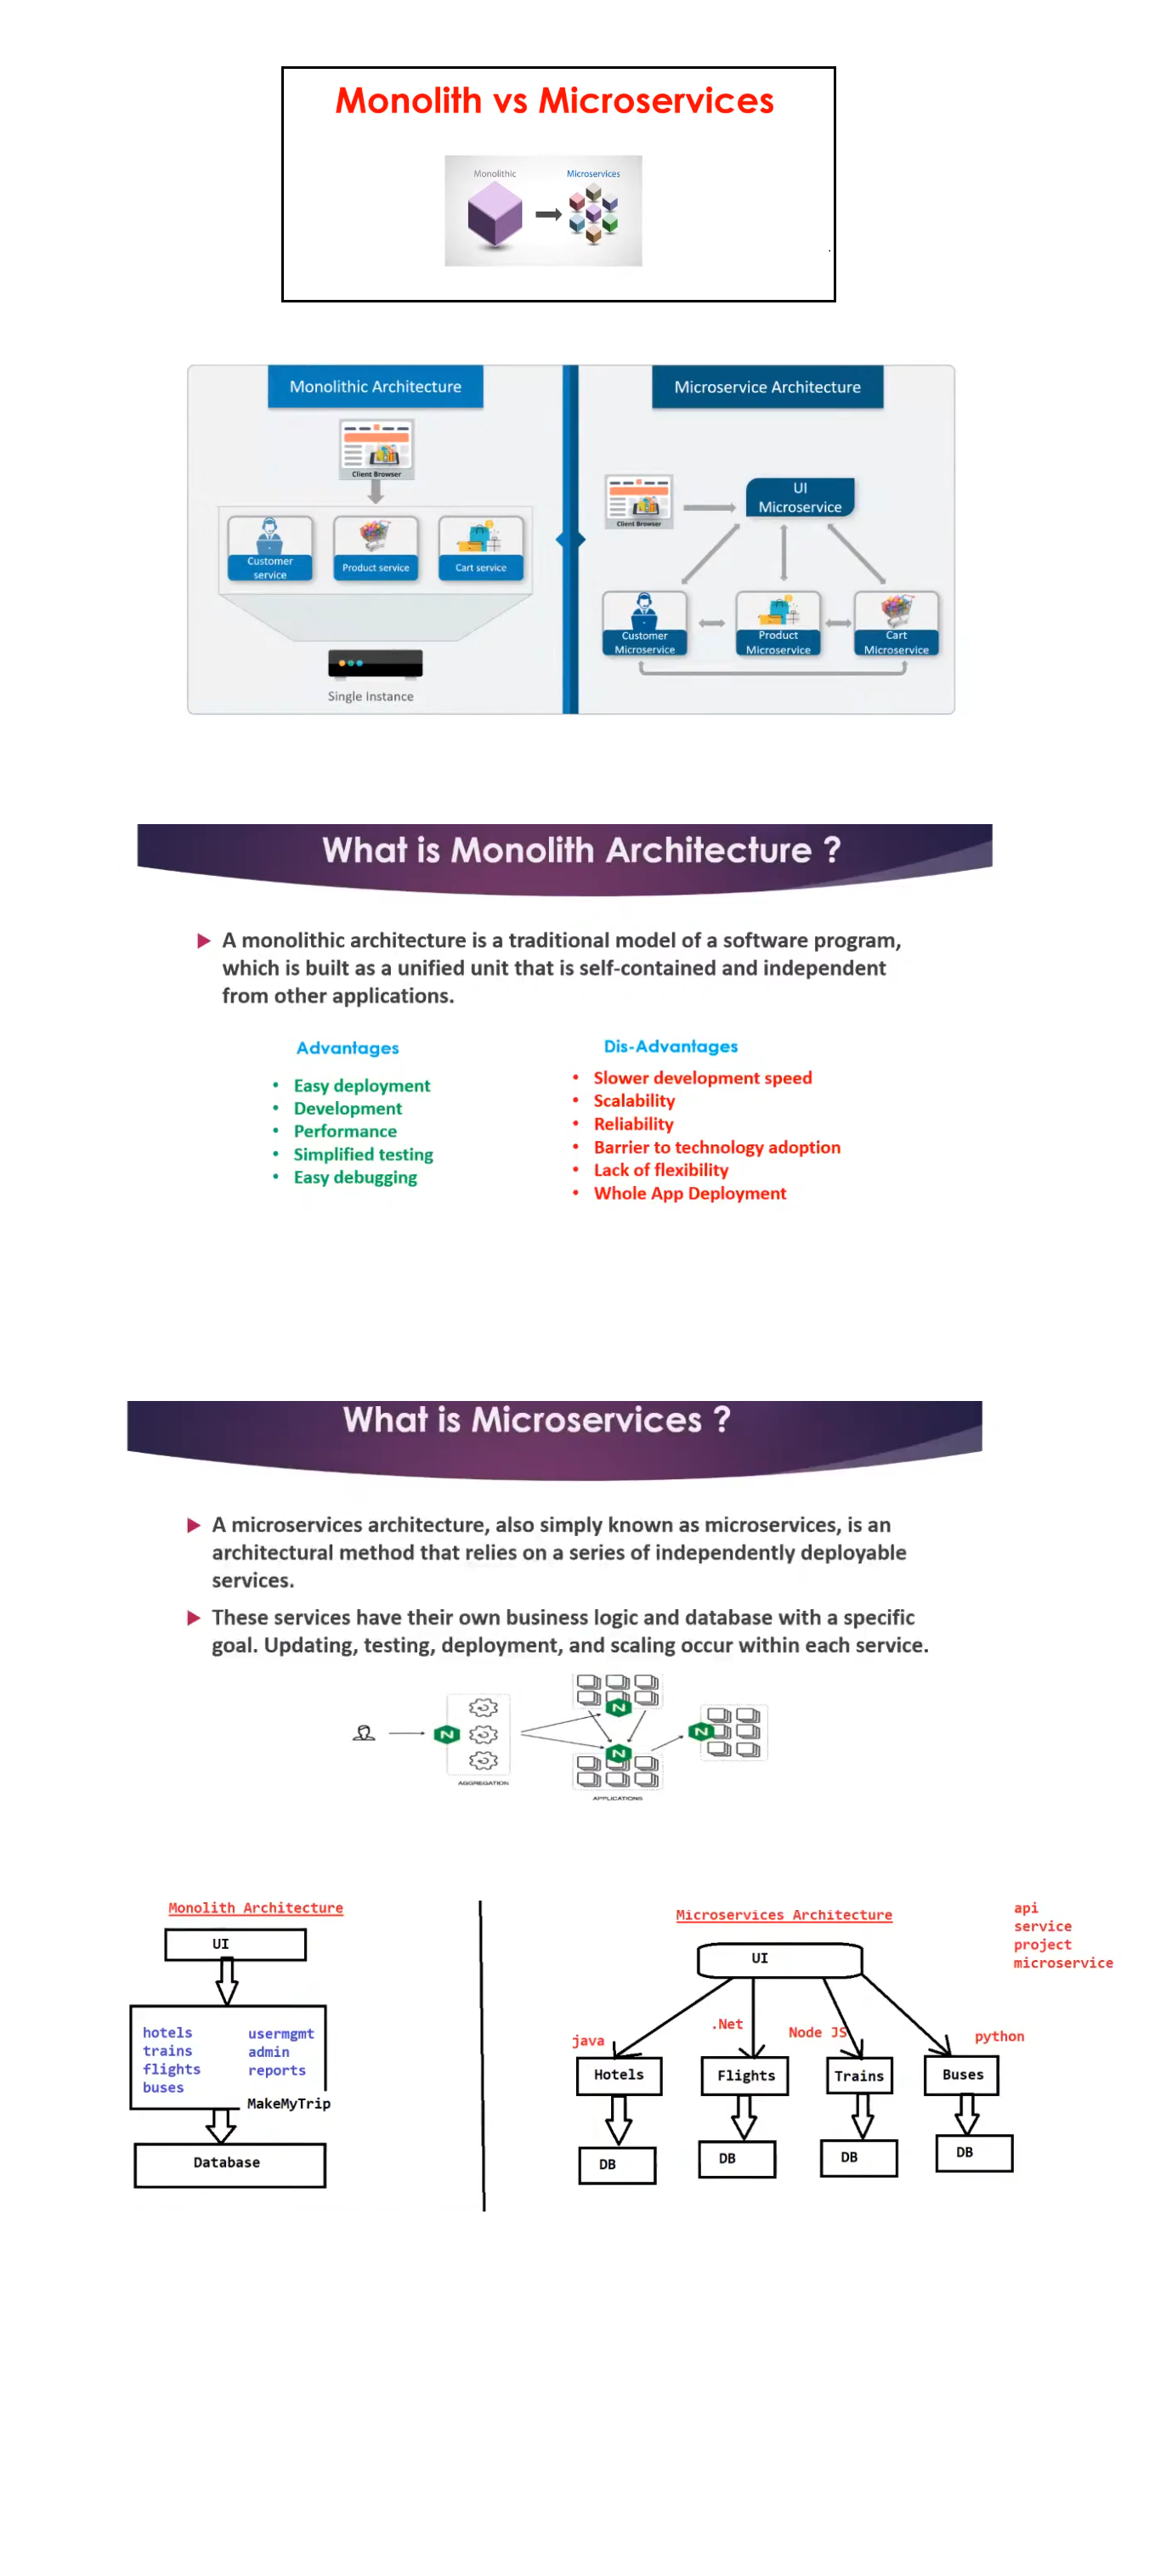 Monolith vs Microservices
Monolithic
Microservices
Monolithic Architecture
Microservice Architecture
Client Browser
Customer
service
Product service
Cart service
Single Instance
Client Browser
UI
Microservice
Customer
Microservice
Product
Microservice
Cart
Microservice
What is Monolith Architecture ?
A monolithic architecture is a traditional model of a software program,
which is built as a unified unit that is self-contained and independent
from other applications.
Advantages
• Easy deployment
• Development
• Performance
• Simplified testing
• Easy debugging
Dis-Advantages
• Slower development speed
• Scalability
• Reliability
• Barrier to technology adoption
• Lack of flexibility
• Whole App Deployment
What is Microservices ?
A microservices architecture, also simply known as microservices, is an
architectural method that relies on a series of independently deployable
services.
These services have their own business logic and database with a specific
goal. Updating, testing, deployment, and scaling occur within each service.
N
N
N
N
AGGREGATION
APPLICATIONS
Monolith Architecture
UI
hotels
trains
flights
buses
usermgmt
admin
reports
MakeMyTrip
Database
Microservices Architecture
UI
java
.Net
Node JS
python
Hotels
Flights
Trains
Buses
DB
DB
DB
DB
api
service
project
microservice